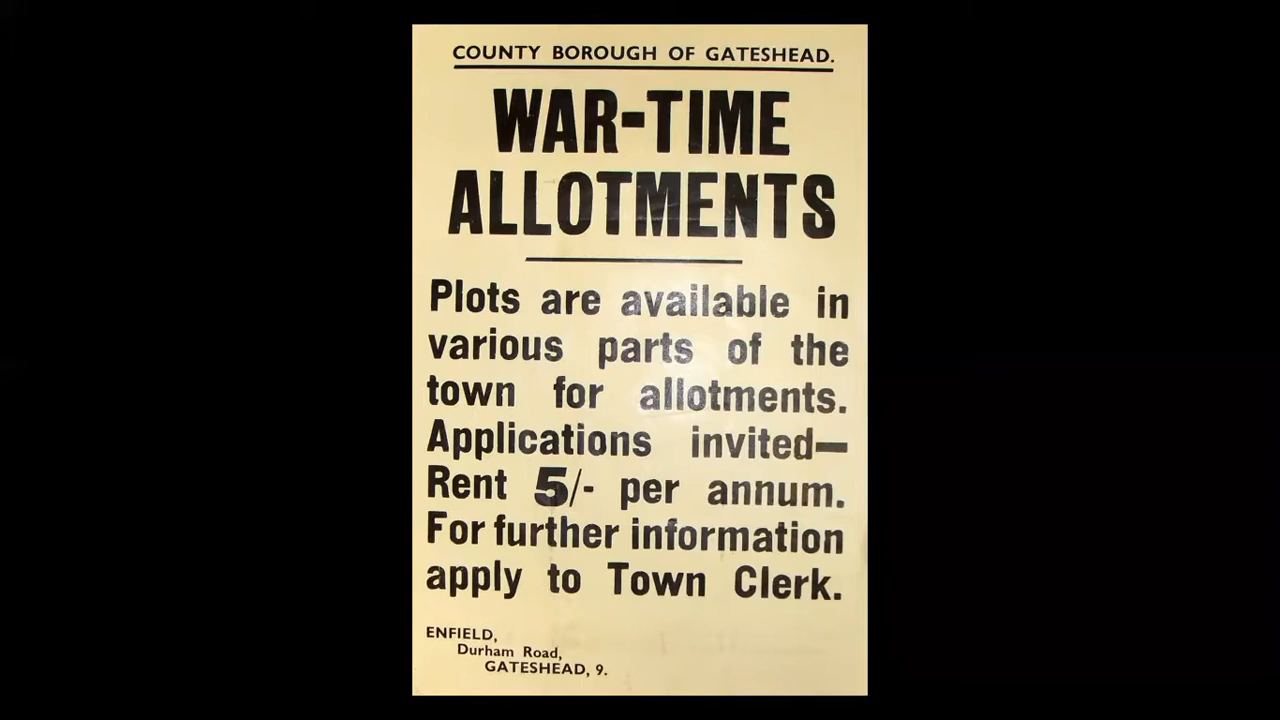 COUNTY BOROUGH OF GATESHEAD.
WAR-TIME
ALLOTMENTS
Plots are available in
various parts of the
town for allotments.
Applications invited—
Rent 5/- per annum.
For further information
apply to Town Clerk.
ENFIELD,
Durham Road,
GATESHEAD, 9.